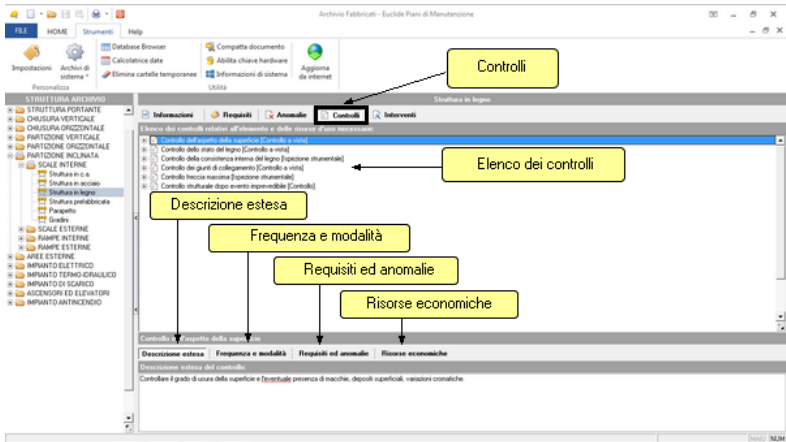 Archivio Fabbricati - Euclide Piani di Manutenzione
FILE HOME Strumenti Help
Impostazioni
Archivi di
sistema
Database Browser
Calcolatrice date
Elimina cartelle temporanee
Compatta documento
Abilita chiave hardware
Informazioni di sistema
Aggiorna
da internet
Personalizza
Utilità
Controlli
STRUTTURA ARCHIVIO
STRUTTURA PORTANTE
CHIUSURA VERTICALE
CHIUSURA ORIZZONTALE
PARTIZIONE VERTICALE
PARTIZIONE ORIZZONTALE
PARTIZIONE INCLINATA
SCALE INTERNE
Struttura in c.a.
Struttura in acciaio
Struttura in legno
Struttura prefabbricata
Parapetto
Gradini
SCALE ESTERNE
RAMPE INTERNE
RAMPE ESTERNE
AREE ESTERNE
IMPIANTO ELETTRICO
IMPIANTO TERMO-IDRAULICO
IMPIANTO DI SCARICO
ASCENSORI ED ELEVATORI
IMPIANTO ANTINCENDIO
Struttura in legno
Informazioni Requisiti Anomalie Controlli Interventi
Elenco dei controlli relativi all'elemento e delle risorse d'uso necessarie:
Controllo dell'aspetto della superficie [Controllo a vista]
Controllo dello stato del legno [Controllo a vista]
Controllo della consistenza interna del legno [Ispezione strumentale]
Controllo dei giunti di collegamento [Controllo a vista]
Controllo freccia massima [Ispezione strumentale]
Controllo strutturale dopo evento imprevedibile [Controllo]
Elenco dei controlli
Descrizione estesa
Frequenza e modalità
Requisiti ed anomalie
Risorse economiche
Controllo dell'aspetto della superficie
Descrizione estesa Frequenza e modalità Requisiti ed anomalie Risorse economiche
Descrizione estesa del controllo:
Controllare il grado di usura della superficie e l'eventuale presenza di macchie, depositi superficiali, variazioni cromatiche.
MAIU NUM